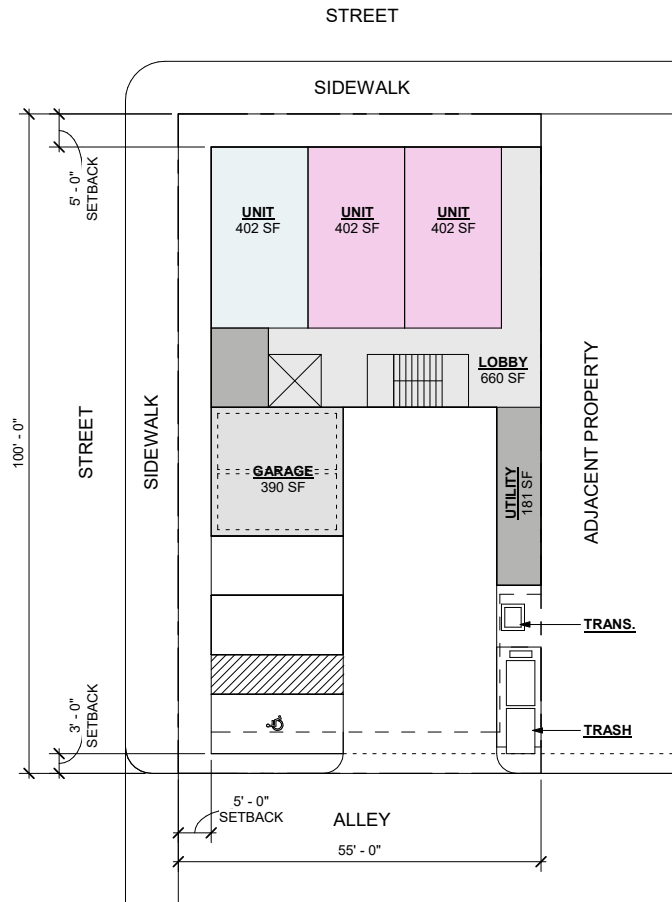 STREET
SIDEWALK
5' - 0"
SETBACK
UNIT
402 SF
UNIT
402 SF
UNIT
402 SF
LOBBY
660 SF
100' - 0"
STREET
SIDEWALK
ADJACENT PROPERTY
GARAGE
390 SF
UTILITY
181 SF
TRANS.
3' - 0"
SETBACK
TRASH
5' - 0"
SETBACK
ALLEY
55' - 0"